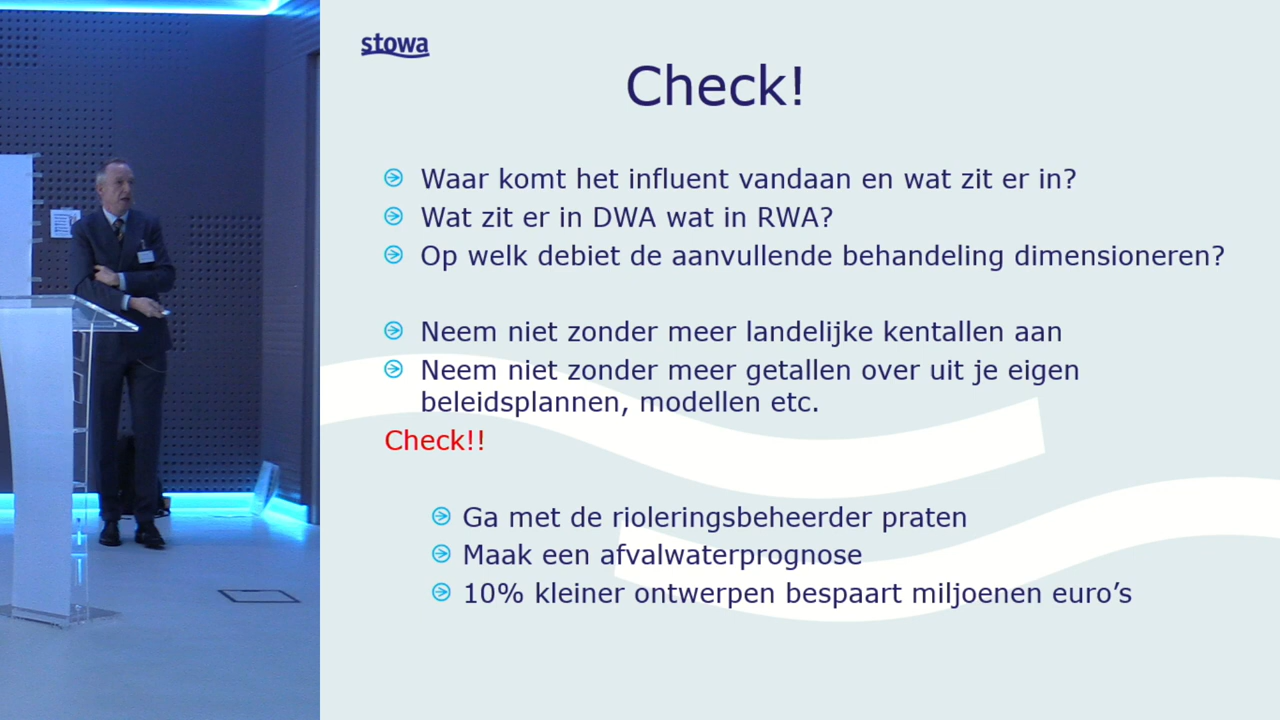 stowa
Check!
Waar komt het influent vandaan en wat zit er in?
Wat zit er in DWA wat in RWA?
Op welk debiet de aanvullende behandeling dimensioneren?
Neem niet zonder meer landelijke kentallen aan
Neem niet zonder meer getallen over uit je eigen
beleidsplannen, modellen etc.
Check!!
Ga met de rioleringsbeheerder praten
Maak een afvalwaterprognose
10% kleiner ontwerpen bespaart miljoenen euro’s